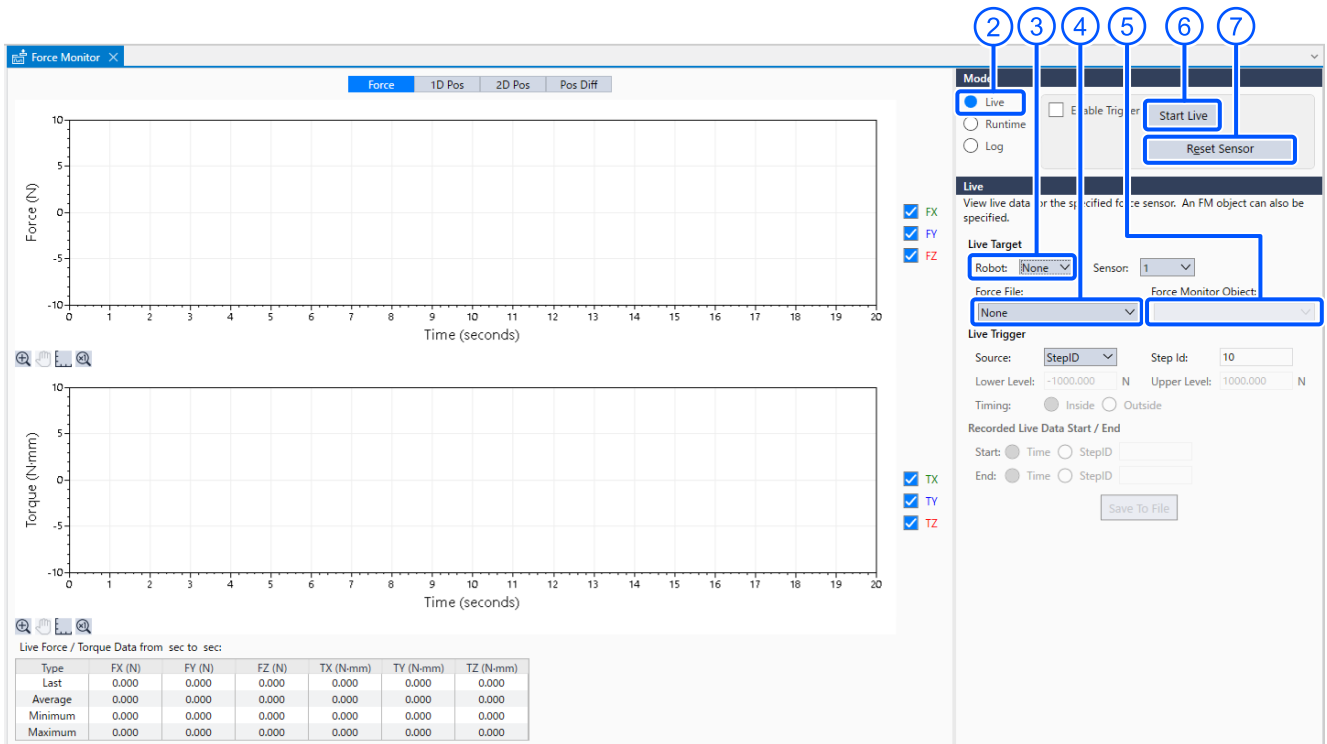 2 3 4 5 6 7
Force Monitor
Force 1D Pos 2D Pos Pos Diff
10
5
0
-5
-10
Force (N)
0 1 2 3 4 5 6 7 8 9 10 11 12 13 14 15 16 17 18 19 20
Time (seconds)
FX
FY
FZ
10
5
0
-5
-10
Torque (N·mm)
0 1 2 3 4 5 6 7 8 9 10 11 12 13 14 15 16 17 18 19 20
Time (seconds)
TX
TY
TZ
Live Force / Torque Data from sec to sec:
Type FX (N) FY (N) FZ (N) TX (N·mm) TY (N·mm) TZ (N·mm)
Last 0.000 0.000 0.000 0.000 0.000 0.000
Average 0.000 0.000 0.000 0.000 0.000 0.000
Minimum 0.000 0.000 0.000 0.000 0.000 0.000
Maximum 0.000 0.000 0.000 0.000 0.000 0.000
Mode
Live
Runtime
Log
Enable Trigger
Start Live
Reset Sensor
Live
View live data for the specified force sensor. An FM object can also be
specified.
Live Target
Robot: None Sensor: 1
Force File: Force Monitor Object:
None
Live Trigger
Source: StepID Step Id: 10
Lower Level: -1000.000 N Upper Level: 1000.000 N
Timing: Inside Outside
Recorded Live Data Start / End
Start: Time StepID
End: Time StepID
Save To File